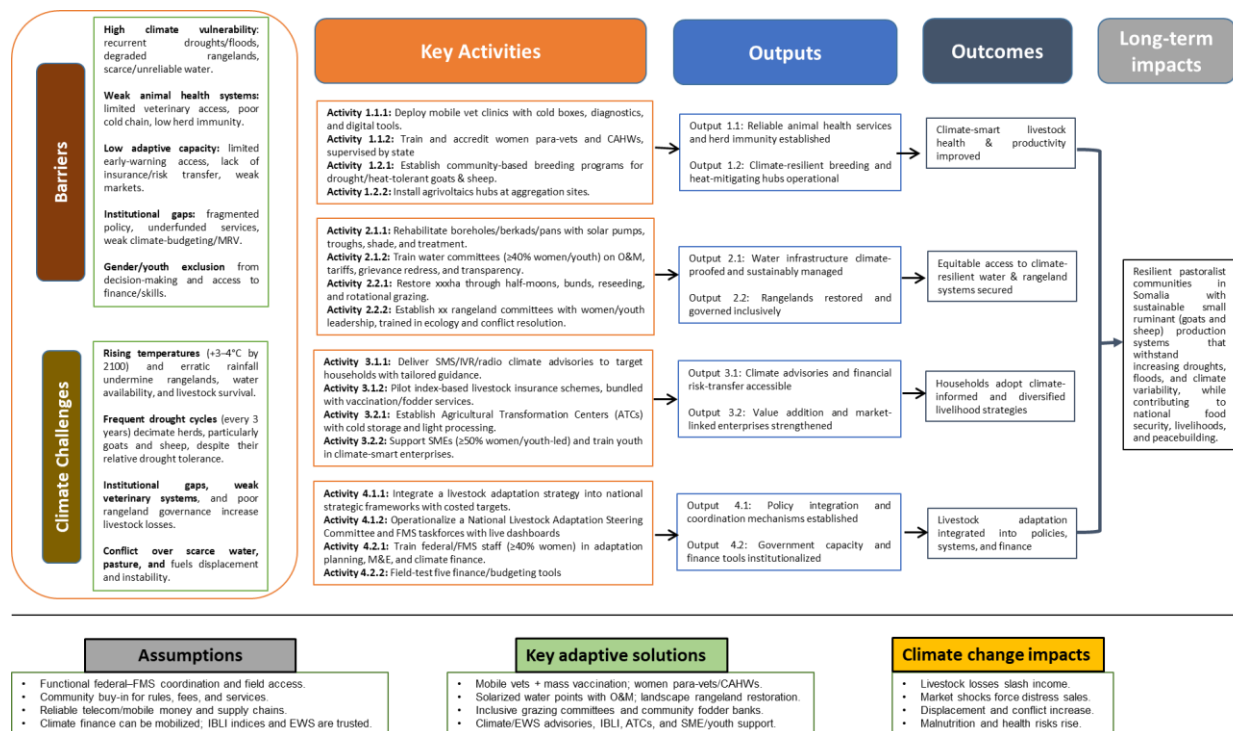 Barriers
High climate vulnerability:
recurrent droughts/floods,
degraded rangelands,
scarce/unreliable water.
Weak animal health systems:
limited veterinary access, poor
cold chain, low herd immunity.
Low adaptive capacity: limited
early-warning access, lack of
insurance/risk transfer, weak
markets.
Institutional gaps: fragmented
policy, underfunded services,
weak climate-budgeting/MRV.
Gender/youth exclusion from
decision-making and access to
finance/skills.
Climate Challenges
Rising temperatures (+3–4°C by
2100) and erratic rainfall
undermine rangelands, water
availability, and livestock survival.
Frequent drought cycles (every 3
years) decimate herds, particularly
goats and sheep, despite their
relative drought tolerance.
Institutional gaps, weak
veterinary systems, and poor
rangeland governance increase
livestock losses.
Conflict over scarce water,
pasture, and fuels displacement
and instability.
Key Activities
Activity 1.1.1: Deploy mobile vet clinics with cold boxes, diagnostics,
and digital tools.
Activity 1.1.2: Train and accredit women para-vets and CAHWs,
supervised by state
Activity 1.2.1: Establish community-based breeding programs for
drought/heat-tolerant goats & sheep.
Activity 1.2.2: Install agrivoltaics hubs at aggregation sites.
Activity 2.1.1: Rehabilitate boreholes/berkads/pans with solar pumps,
troughs, shade, and treatment.
Activity 2.1.2: Train water committees (≥40% women/youth) on O&M,
tariffs, grievance redress, and transparency.
Activity 2.2.1: Restore xxxha through half-moons, bunds, reseeding,
and rotational grazing.
Activity 2.2.2: Establish xx rangeland committees with women/youth
leadership, trained in ecology and conflict resolution.
Activity 3.1.1: Deliver SMS/IVR/radio climate advisories to target
households with tailored guidance.
Activity 3.1.2: Pilot index-based livestock insurance schemes, bundled
with vaccination/fodder services.
Activity 3.2.1: Establish Agricultural Transformation Centers (ATCs)
with cold storage and light processing.
Activity 3.2.2: Support SMEs (≥50% women/youth-led) and train youth
in climate-smart enterprises.
Activity 4.1.1: Integrate a livestock adaptation strategy into national
strategic frameworks with costed targets.
Activity 4.1.2: Operationalize a National Livestock Adaptation Steering
Committee and FMS taskforces with live dashboards
Activity 4.2.1: Train federal/FMS staff (≥40% women) in adaptation
planning, M&E, and climate finance.
Activity 4.2.2: Field-test five finance/budgeting tools
Outputs
Output 1.1: Reliable animal health services
and herd immunity established
Output 1.2: Climate-resilient breeding and
heat-mitigating hubs operational
Output 2.1: Water infrastructure climate-
proofed and sustainably managed
Output 2.2: Rangelands restored and
governed inclusively
Output 3.1: Climate advisories and financial
risk-transfer accessible
Output 3.2: Value addition and market-
linked enterprises strengthened
Output 4.1: Policy integration and
coordination mechanisms established
Output 4.2: Government capacity and
finance tools institutionalized
Outcomes
Climate-smart livestock
health & productivity
improved
Equitable access to climate-
resilient water & rangeland
systems secured
Households adopt climate-
informed and diversified
livelihood strategies
Livestock adaptation
integrated into policies,
systems, and finance
Long-term
impacts
Resilient pastoralist
communities in
Somalia with
sustainable small
ruminant (goats and
sheep) production
systems that
withstand
increasing droughts,
floods, and climate
variability, while
contributing to
national food
security, livelihoods,
and peacebuilding.
Assumptions
• Functional federal–FMS coordination and field access.
• Community buy-in for rules, fees, and services.
• Reliable telecom/mobile money and supply chains.
• Climate finance can be mobilized; IBLI indices and EWS are trusted.
Key adaptive solutions
• Mobile vets + mass vaccination; women para-vets/CAHWs.
• Solarized water points with O&M; landscape rangeland restoration.
• Inclusive grazing committees and community fodder banks.
• Climate/EWS advisories, IBLI, ATCs, and SME/youth support.
Climate change impacts
• Livestock losses slash income.
• Market shocks force distress sales.
• Displacement and conflict increase.
• Malnutrition and health risks rise.